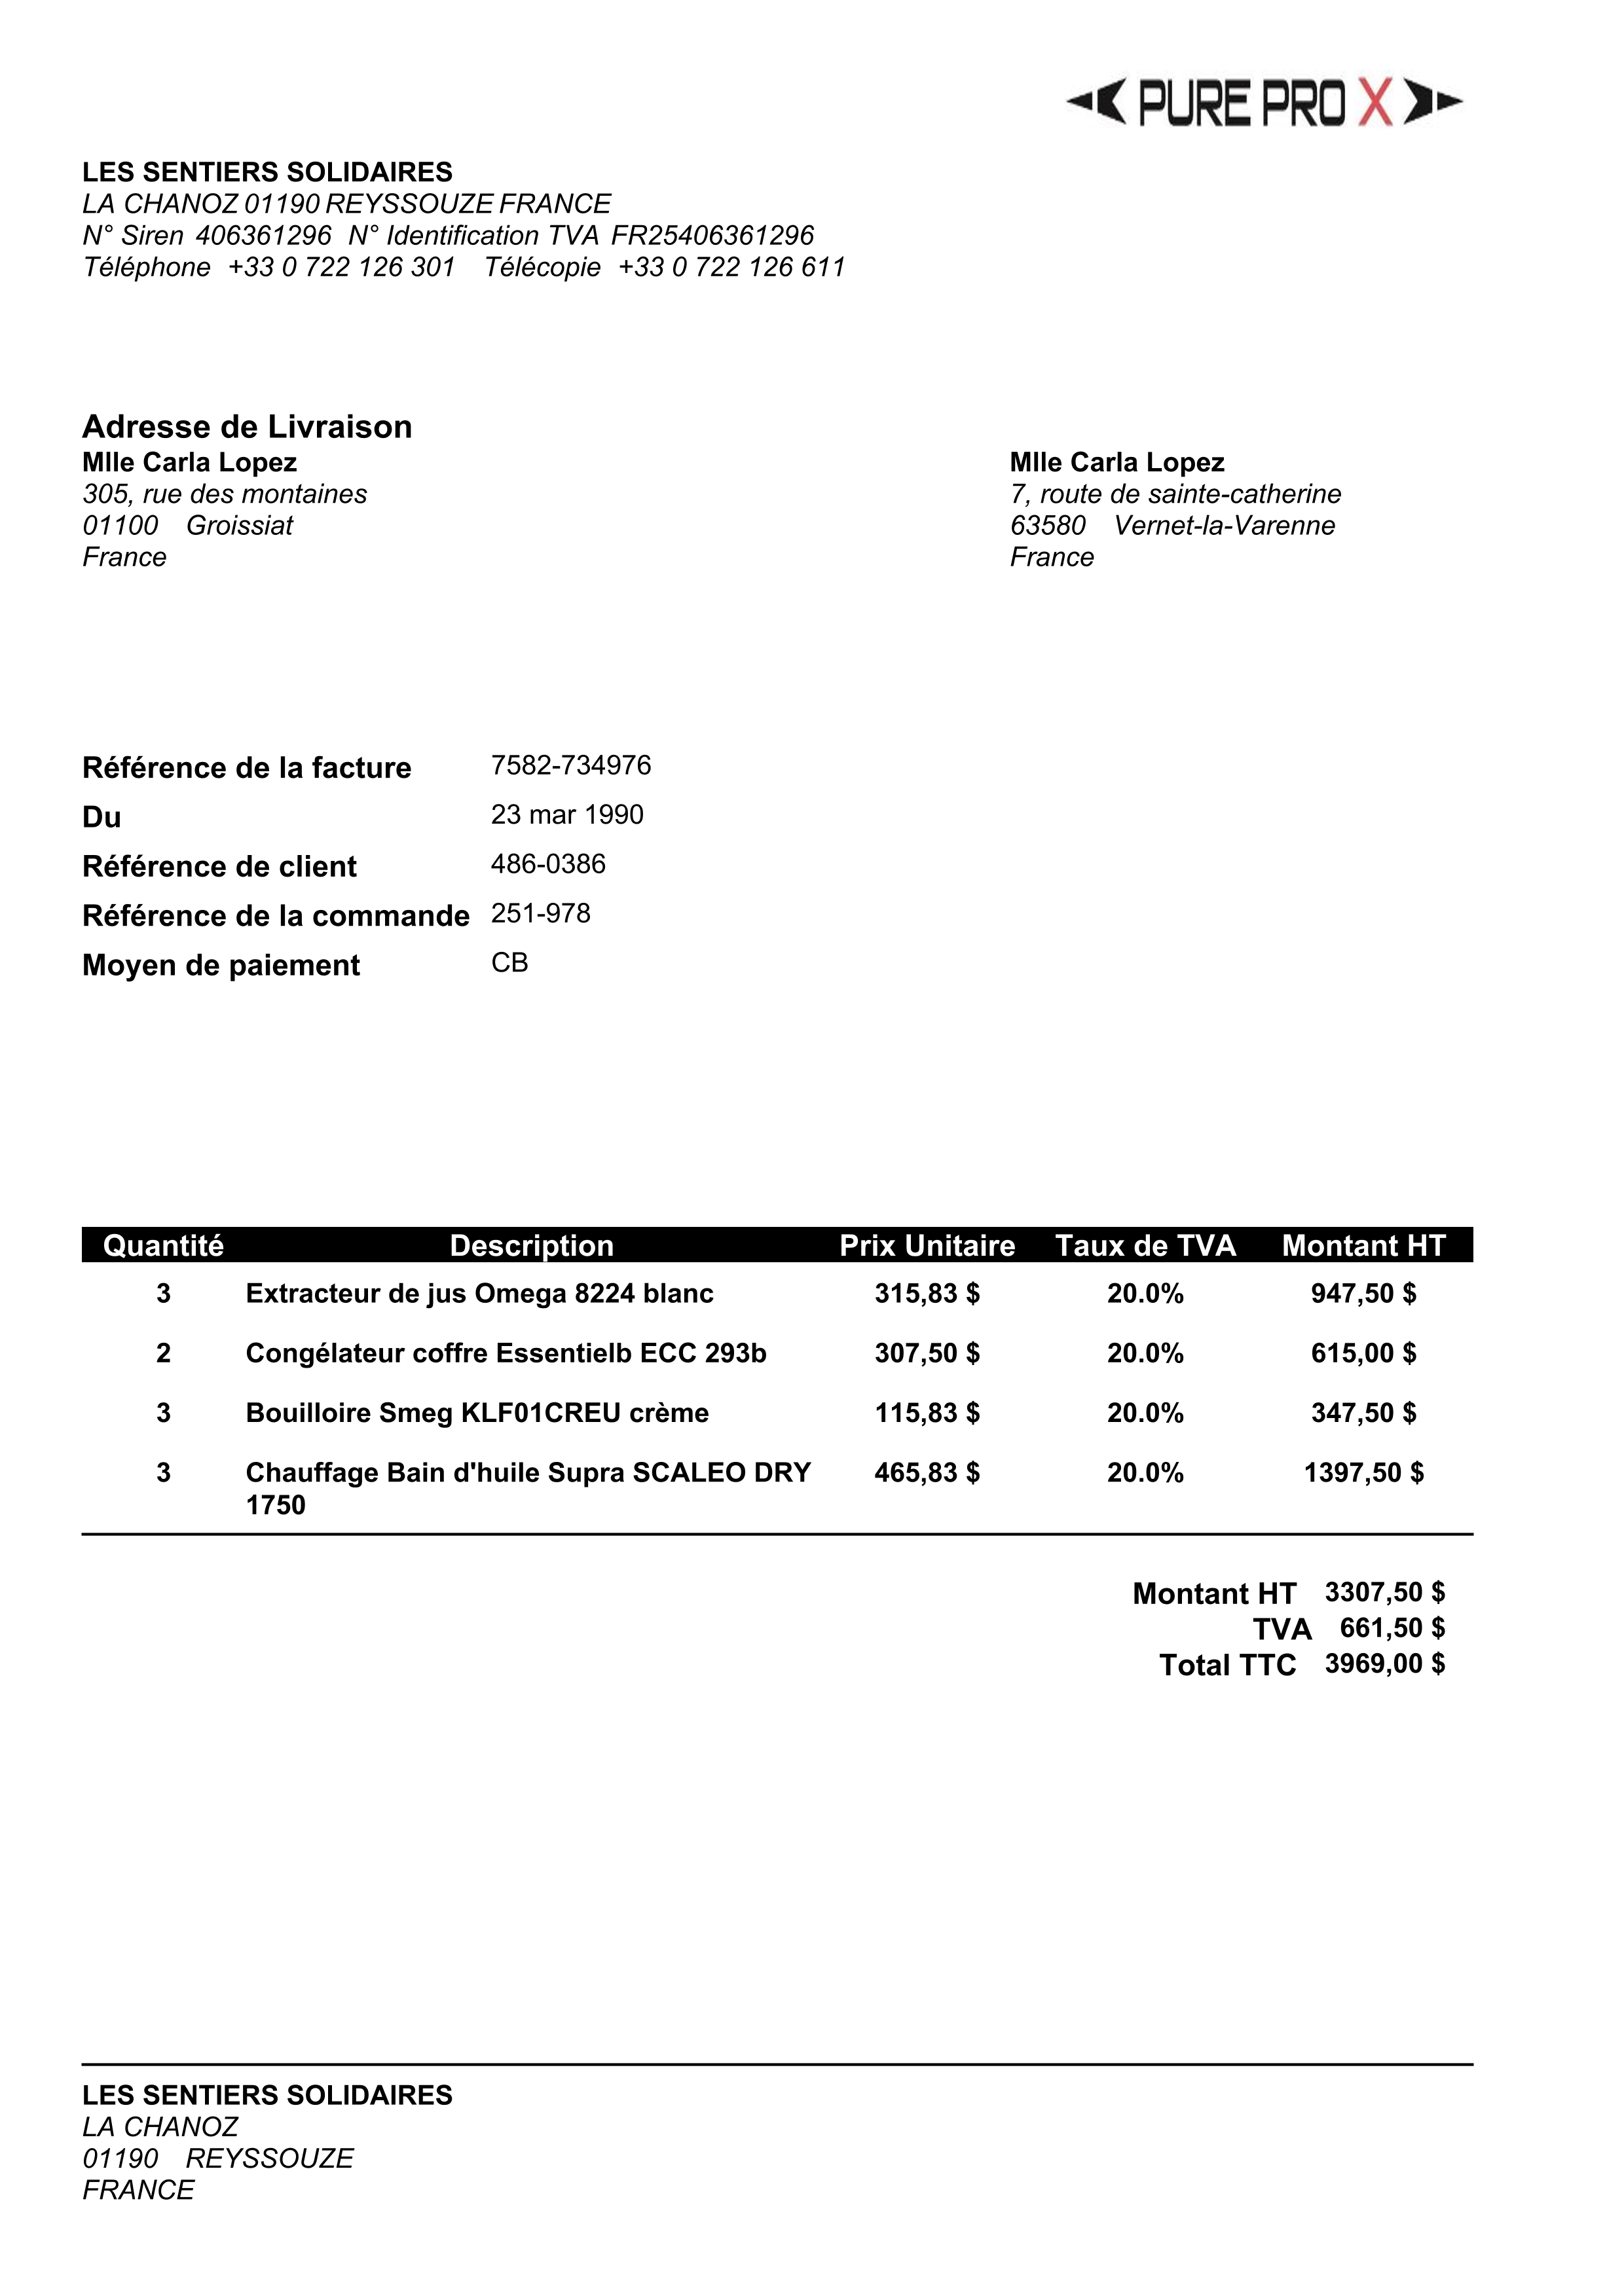 PURE PRO X
LES SENTIERS SOLIDAIRES
LA CHANOZ 01190 REYSSOUZE FRANCE
N° Siren 406361296 N° Identification TVA FR25406361296
Téléphone +33 0 722 126 301 Télécopie +33 0 722 126 611
Adresse de Livraison
Mlle Carla Lopez
305, rue des montaines
01100 Groissiat
France
Mlle Carla Lopez
7, route de sainte-catherine
63580 Vernet-la-Varenne
France
Référence de la facture 7582-734976
Du 23 mar 1990
Référence de client 486-0386
Référence de la commande 251-978
Moyen de paiement CB
Quantité Description Prix Unitaire Taux de TVA Montant HT
3 Extracteur de jus Omega 8224 blanc 315,83 $ 20.0% 947,50 $
2 Congélateur coffre Essentielb ECC 293b 307,50 $ 20.0% 615,00 $
3 Bouilloire Smeg KLF01CREU crème 115,83 $ 20.0% 347,50 $
3 Chauffage Bain d'huile Supra SCALEO DRY 465,83 $ 20.0% 1397,50 $
1750
Montant HT 3307,50 $
TVA 661,50 $
Total TTC 3969,00 $
LES SENTIERS SOLIDAIRES
LA CHANOZ
01190 REYSSOUZE
FRANCE